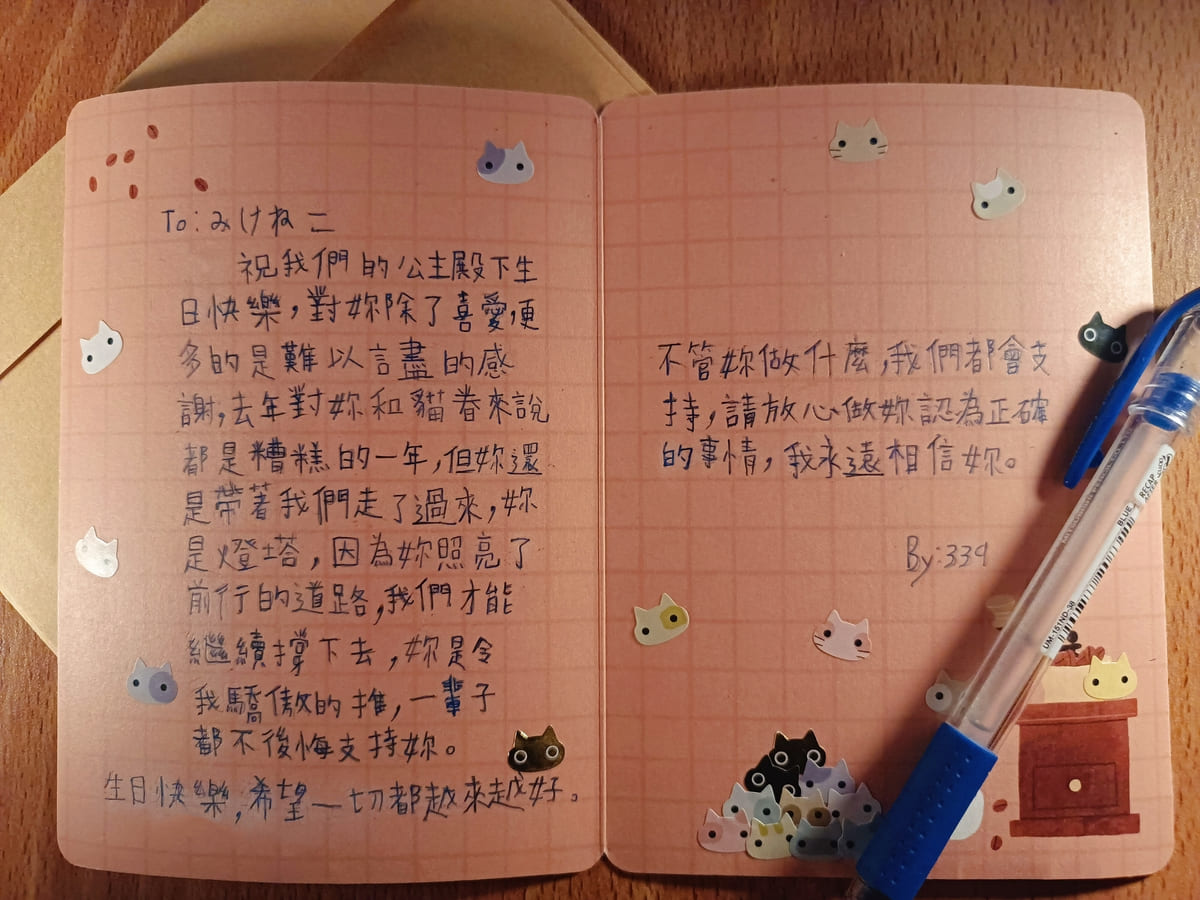 To:みけねこ
祝我們的公主殿下生
日快樂,對妳除了喜愛更
多的是難以言盡的感
謝,去年對妳和貓眷來說
都是糟糕的一年,但妳還
是帶著我們走了過來,妳
是燈塔,因為妳照亮了
前行的道路,我們才能
繼續撐下去,妳是令
我驕傲的推,一輩子
都不後悔支持妳。
生日快樂,希望一切都越來越好。
不管妳做什麼,我們都會支
持,請放心做妳認為正確
的事情,我永遠相信妳。
By:339
UM-151ND-38
BLUE
RECAP